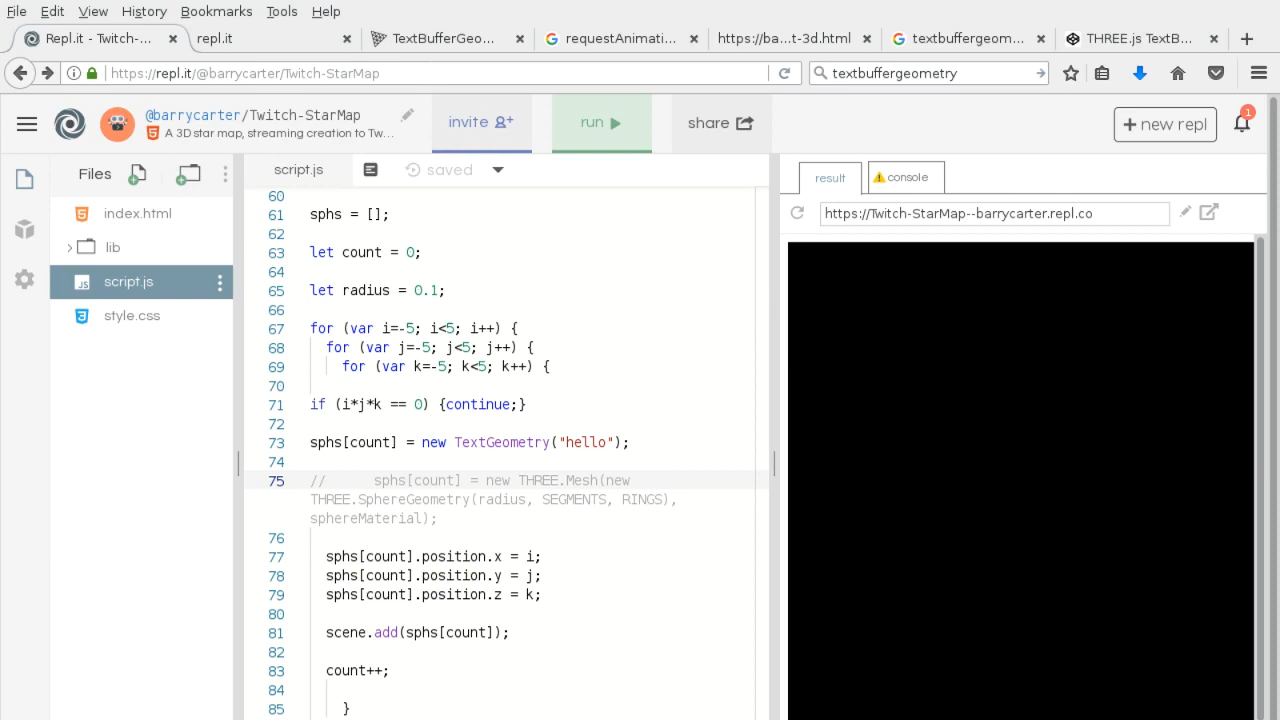 File Edit View History Bookmarks Tools Help
Repl.it - Twitch-... × repl.it × TextBufferGeo... × requestAnimati... × https://ba...t-3d.html × textbuffergeom... × THREE.js TextB... × +
https://repl.it/@barrycarter/Twitch-StarMap textbuffergeometry
@barrycarter/Twitch-StarMap
A 3D star map, streaming creation to Tw...
invite run share + new repl 1
Files
index.html
lib
script.js
style.css
script.js saved
60
61 sphs = [];
62
63 let count = 0;
64
65 let radius = 0.1;
66
67 for (var i=-5; i<5; i++) {
68 for (var j=-5; j<5; j++) {
69 for (var k=-5; k<5; k++) {
70
71 if (i*j*k == 0) {continue;}
72
73 sphs[count] = new TextGeometry("hello");
74
75 // sphs[count] = new THREE.Mesh(new
THREE.SphereGeometry(radius, SEGMENTS, RINGS),
sphereMaterial);
76
77 sphs[count].position.x = i;
78 sphs[count].position.y = j;
79 sphs[count].position.z = k;
80
81 scene.add(sphs[count]);
82
83 count++;
84
85 }
result console
https://Twitch-StarMap--barrycarter.repl.co